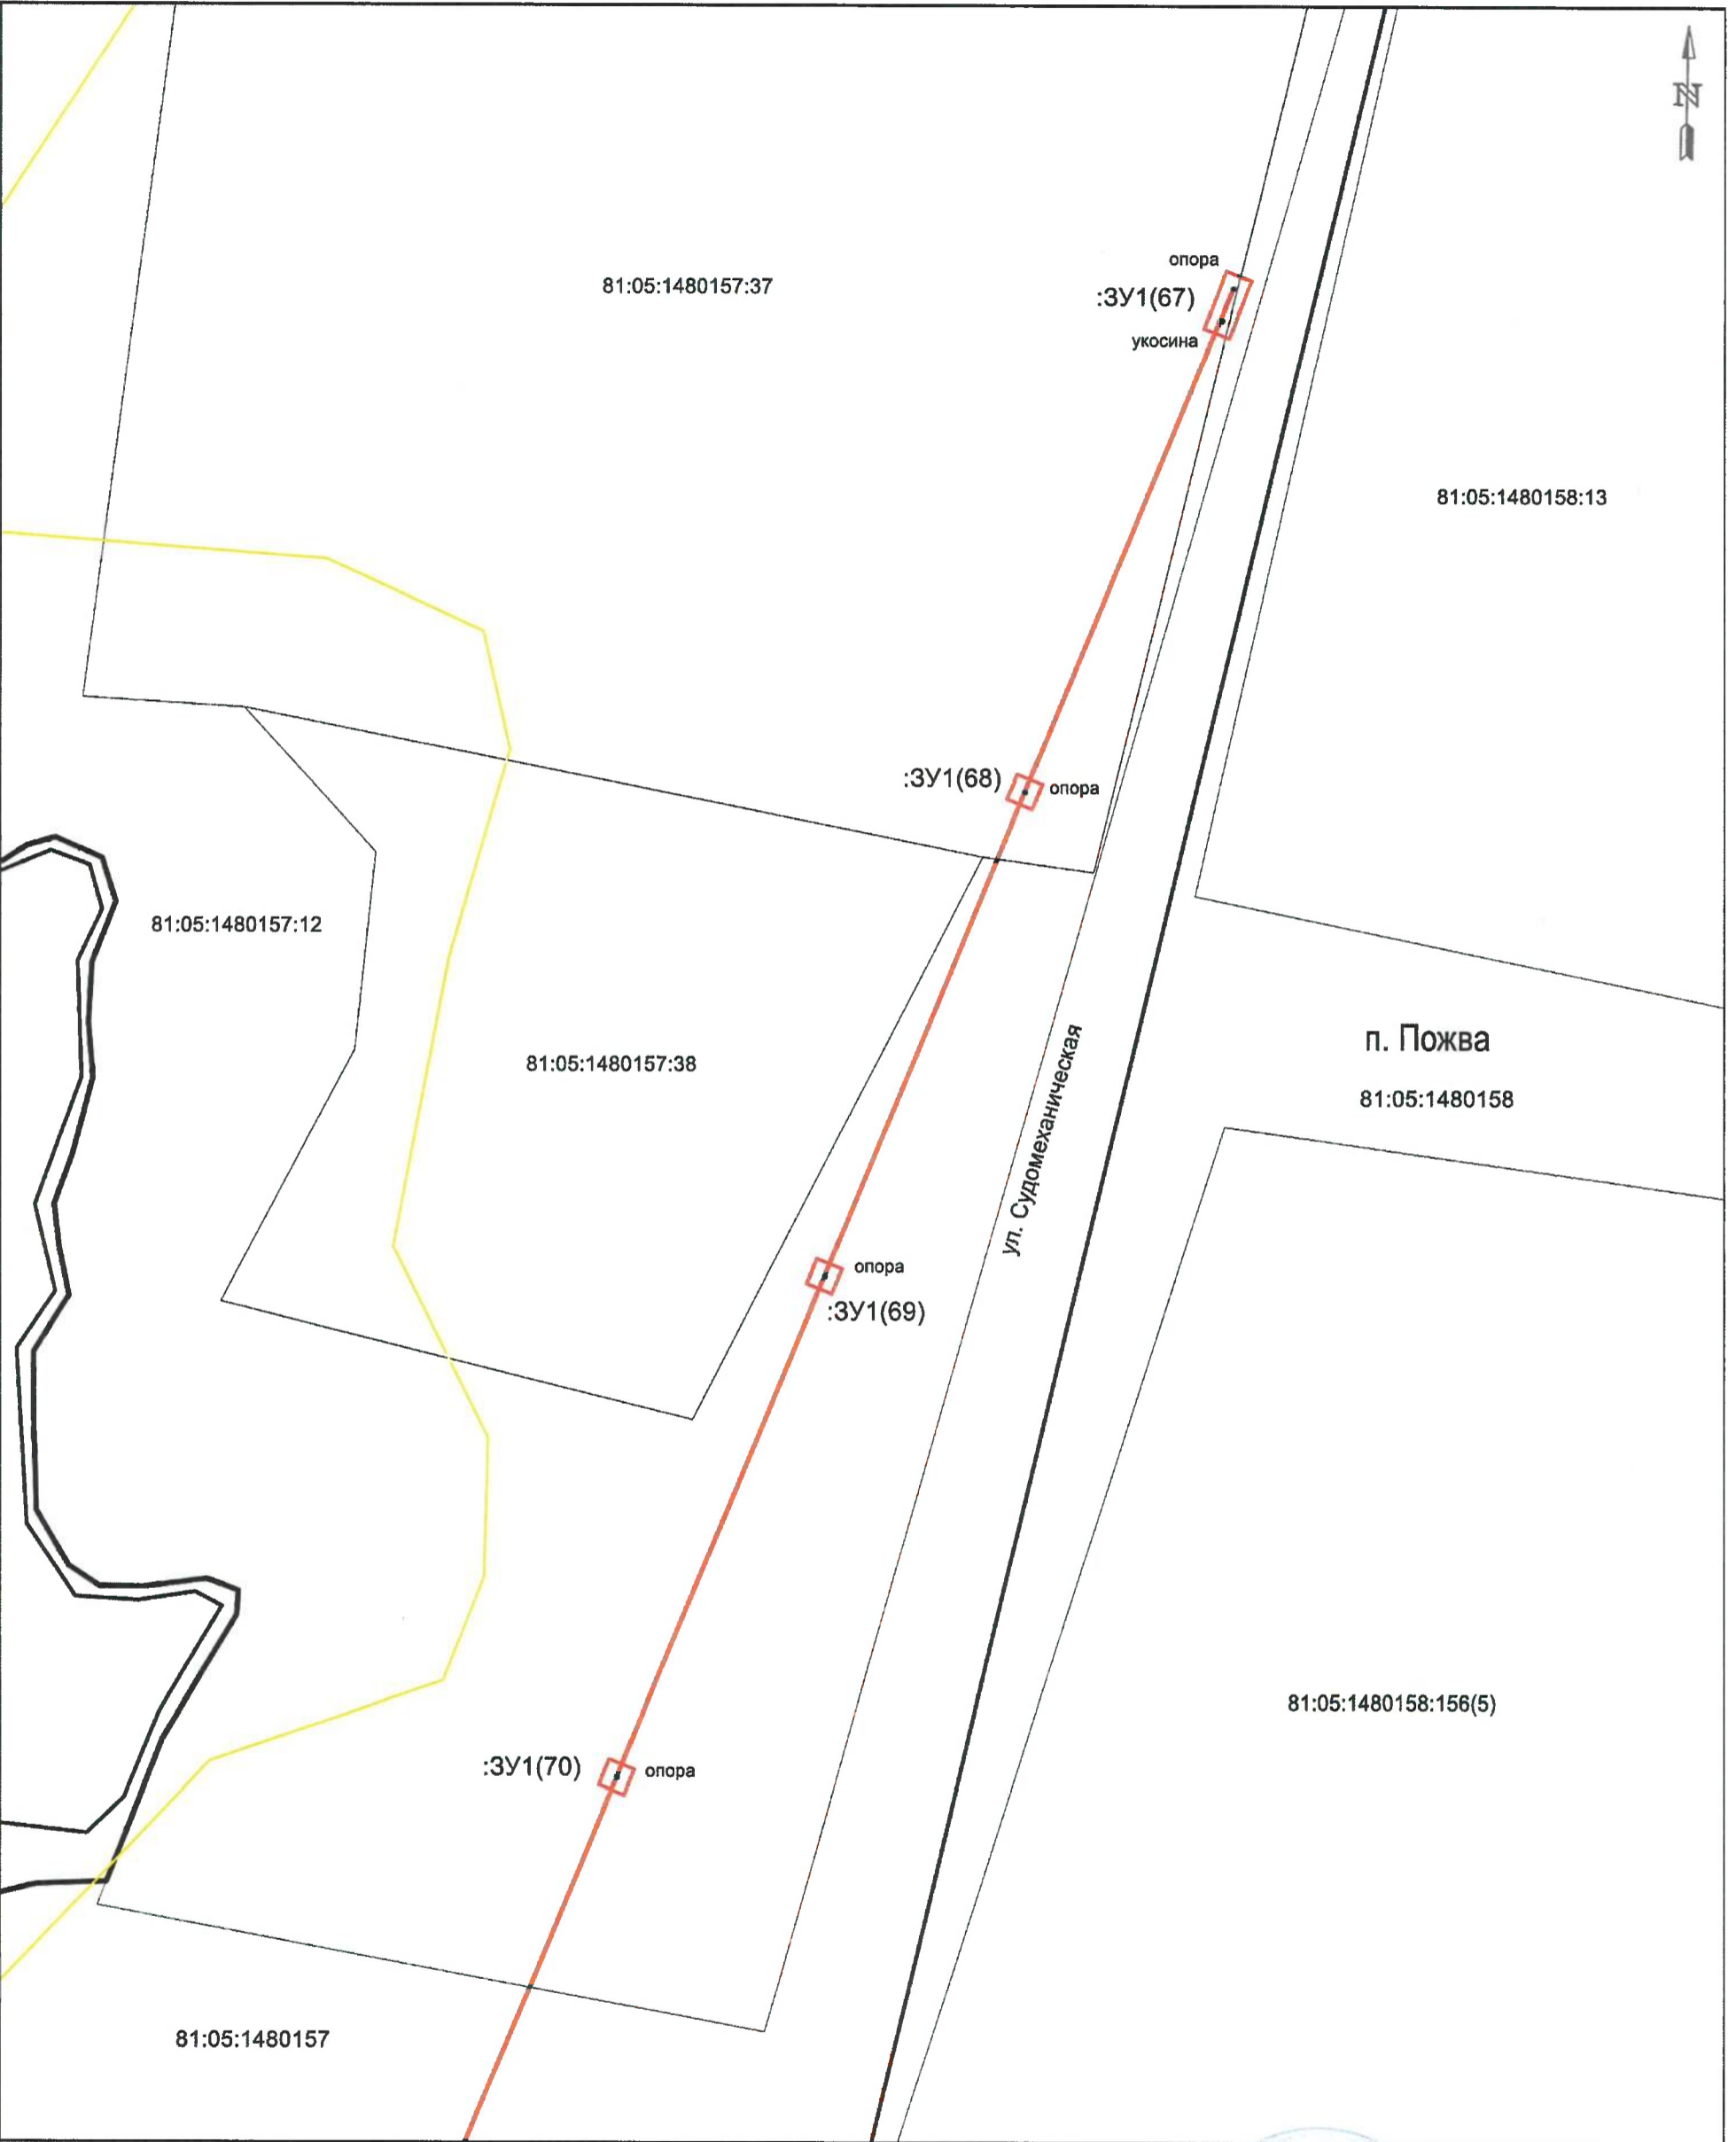 N
опора
81:05:1480157:37
:ЗУ1(67)
укосина
81:05:1480158:13
:ЗУ1(68)
опора
81:05:1480157:12
п. Пожва
81:05:1480157:38
81:05:1480158
ул. Судомеханическая
опора
:ЗУ1(69)
81:05:1480158:156(5)
:ЗУ1(70)
опора
81:05:1480157